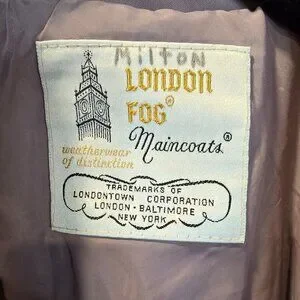 Milton
LONDON
FOG®
Maincoats®
weatherwear
of distinction
TRADEMARKS OF
LONDONTOWN CORPORATION
LONDON - BALTIMORE
NEW YORK